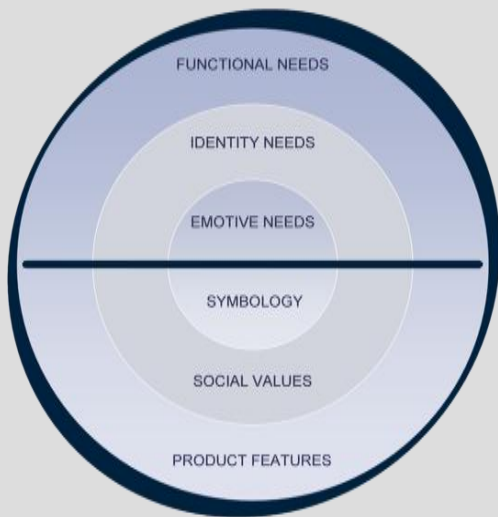 FUNCTIONAL NEEDS
IDENTITY NEEDS
EMOTIVE NEEDS
SYMBOLOGY
SOCIAL VALUES
PRODUCT FEATURES